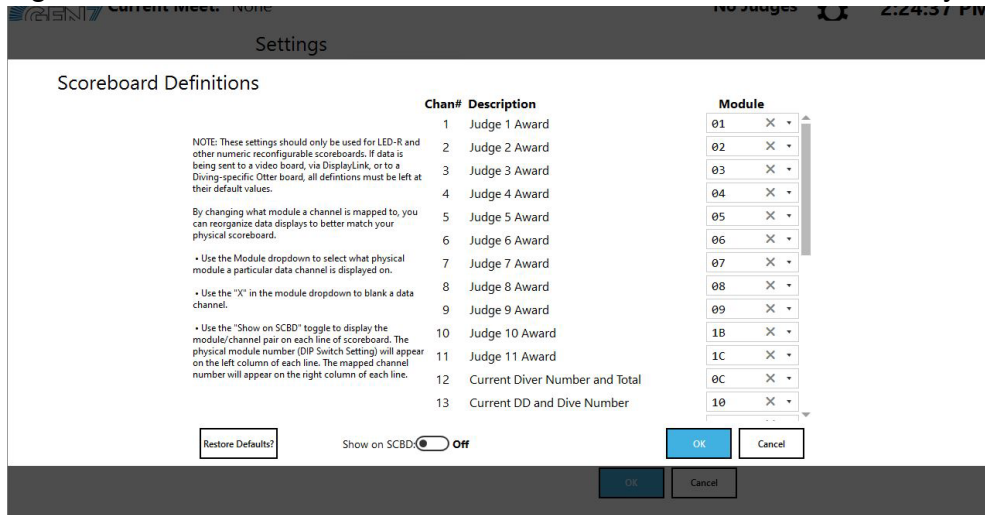 GEN7 Current Meet: None No Judges 2:24:37 PM
Settings
Scoreboard Definitions
Chan# Description Module
1 Judge 1 Award 01
NOTE: These settings should only be used for LED-R and
other numeric reconfigurable scoreboards. If data is
being sent to a video board, via DisplayLink, or to a
Diving-specific Otter board, all defintions must be left at
their default values.
2 Judge 2 Award 02
3 Judge 3 Award 03
4 Judge 4 Award 04
By changing what module a channel is mapped to, you
can reorganize data displays to better match your
physical scoreboard.
5 Judge 5 Award 05
6 Judge 6 Award 06
• Use the Module dropdown to select what physical
module a particular data channel is displayed on.
7 Judge 7 Award 07
8 Judge 8 Award 08
• Use the "X" in the module dropdown to blank a data
channel.
9 Judge 9 Award 09
• Use the "Show on SCBD" toggle to display the
module/channel pair on each line of scoreboard. The
physical module number (DIP Switch Setting) will appear
on the left column of each line. The mapped channel
number will appear on the right column of each line.
10 Judge 10 Award 1B
11 Judge 11 Award 1C
12 Current Diver Number and Total 0C
13 Current DD and Dive Number 10
Restore Defaults? Show on SCBD: Off OK Cancel
OK Cancel